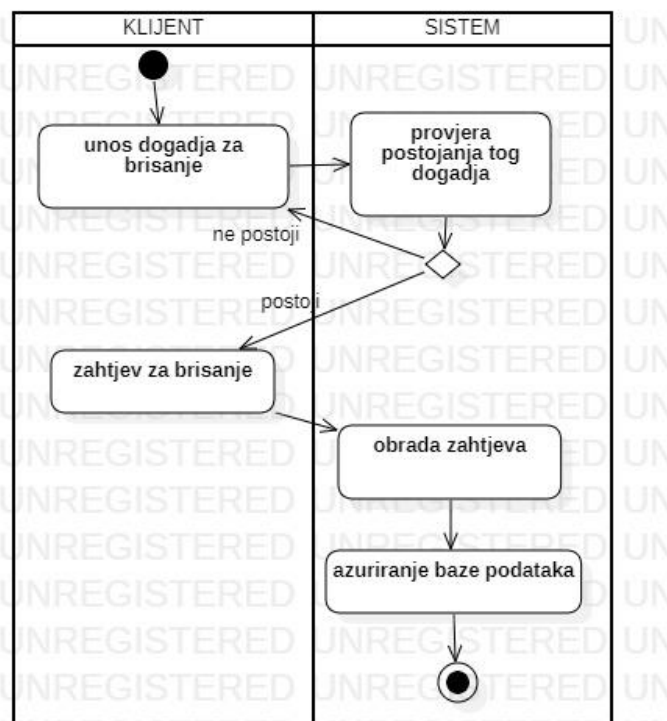 KLIJENT
SISTEM
unos dogadja za
brisanje
provjera
postojanja tog
dogadja
ne postoji
postoji
zahtjev za brisanje
obrada zahtjeva
azuriranje baze podataka
UNREGISTERED